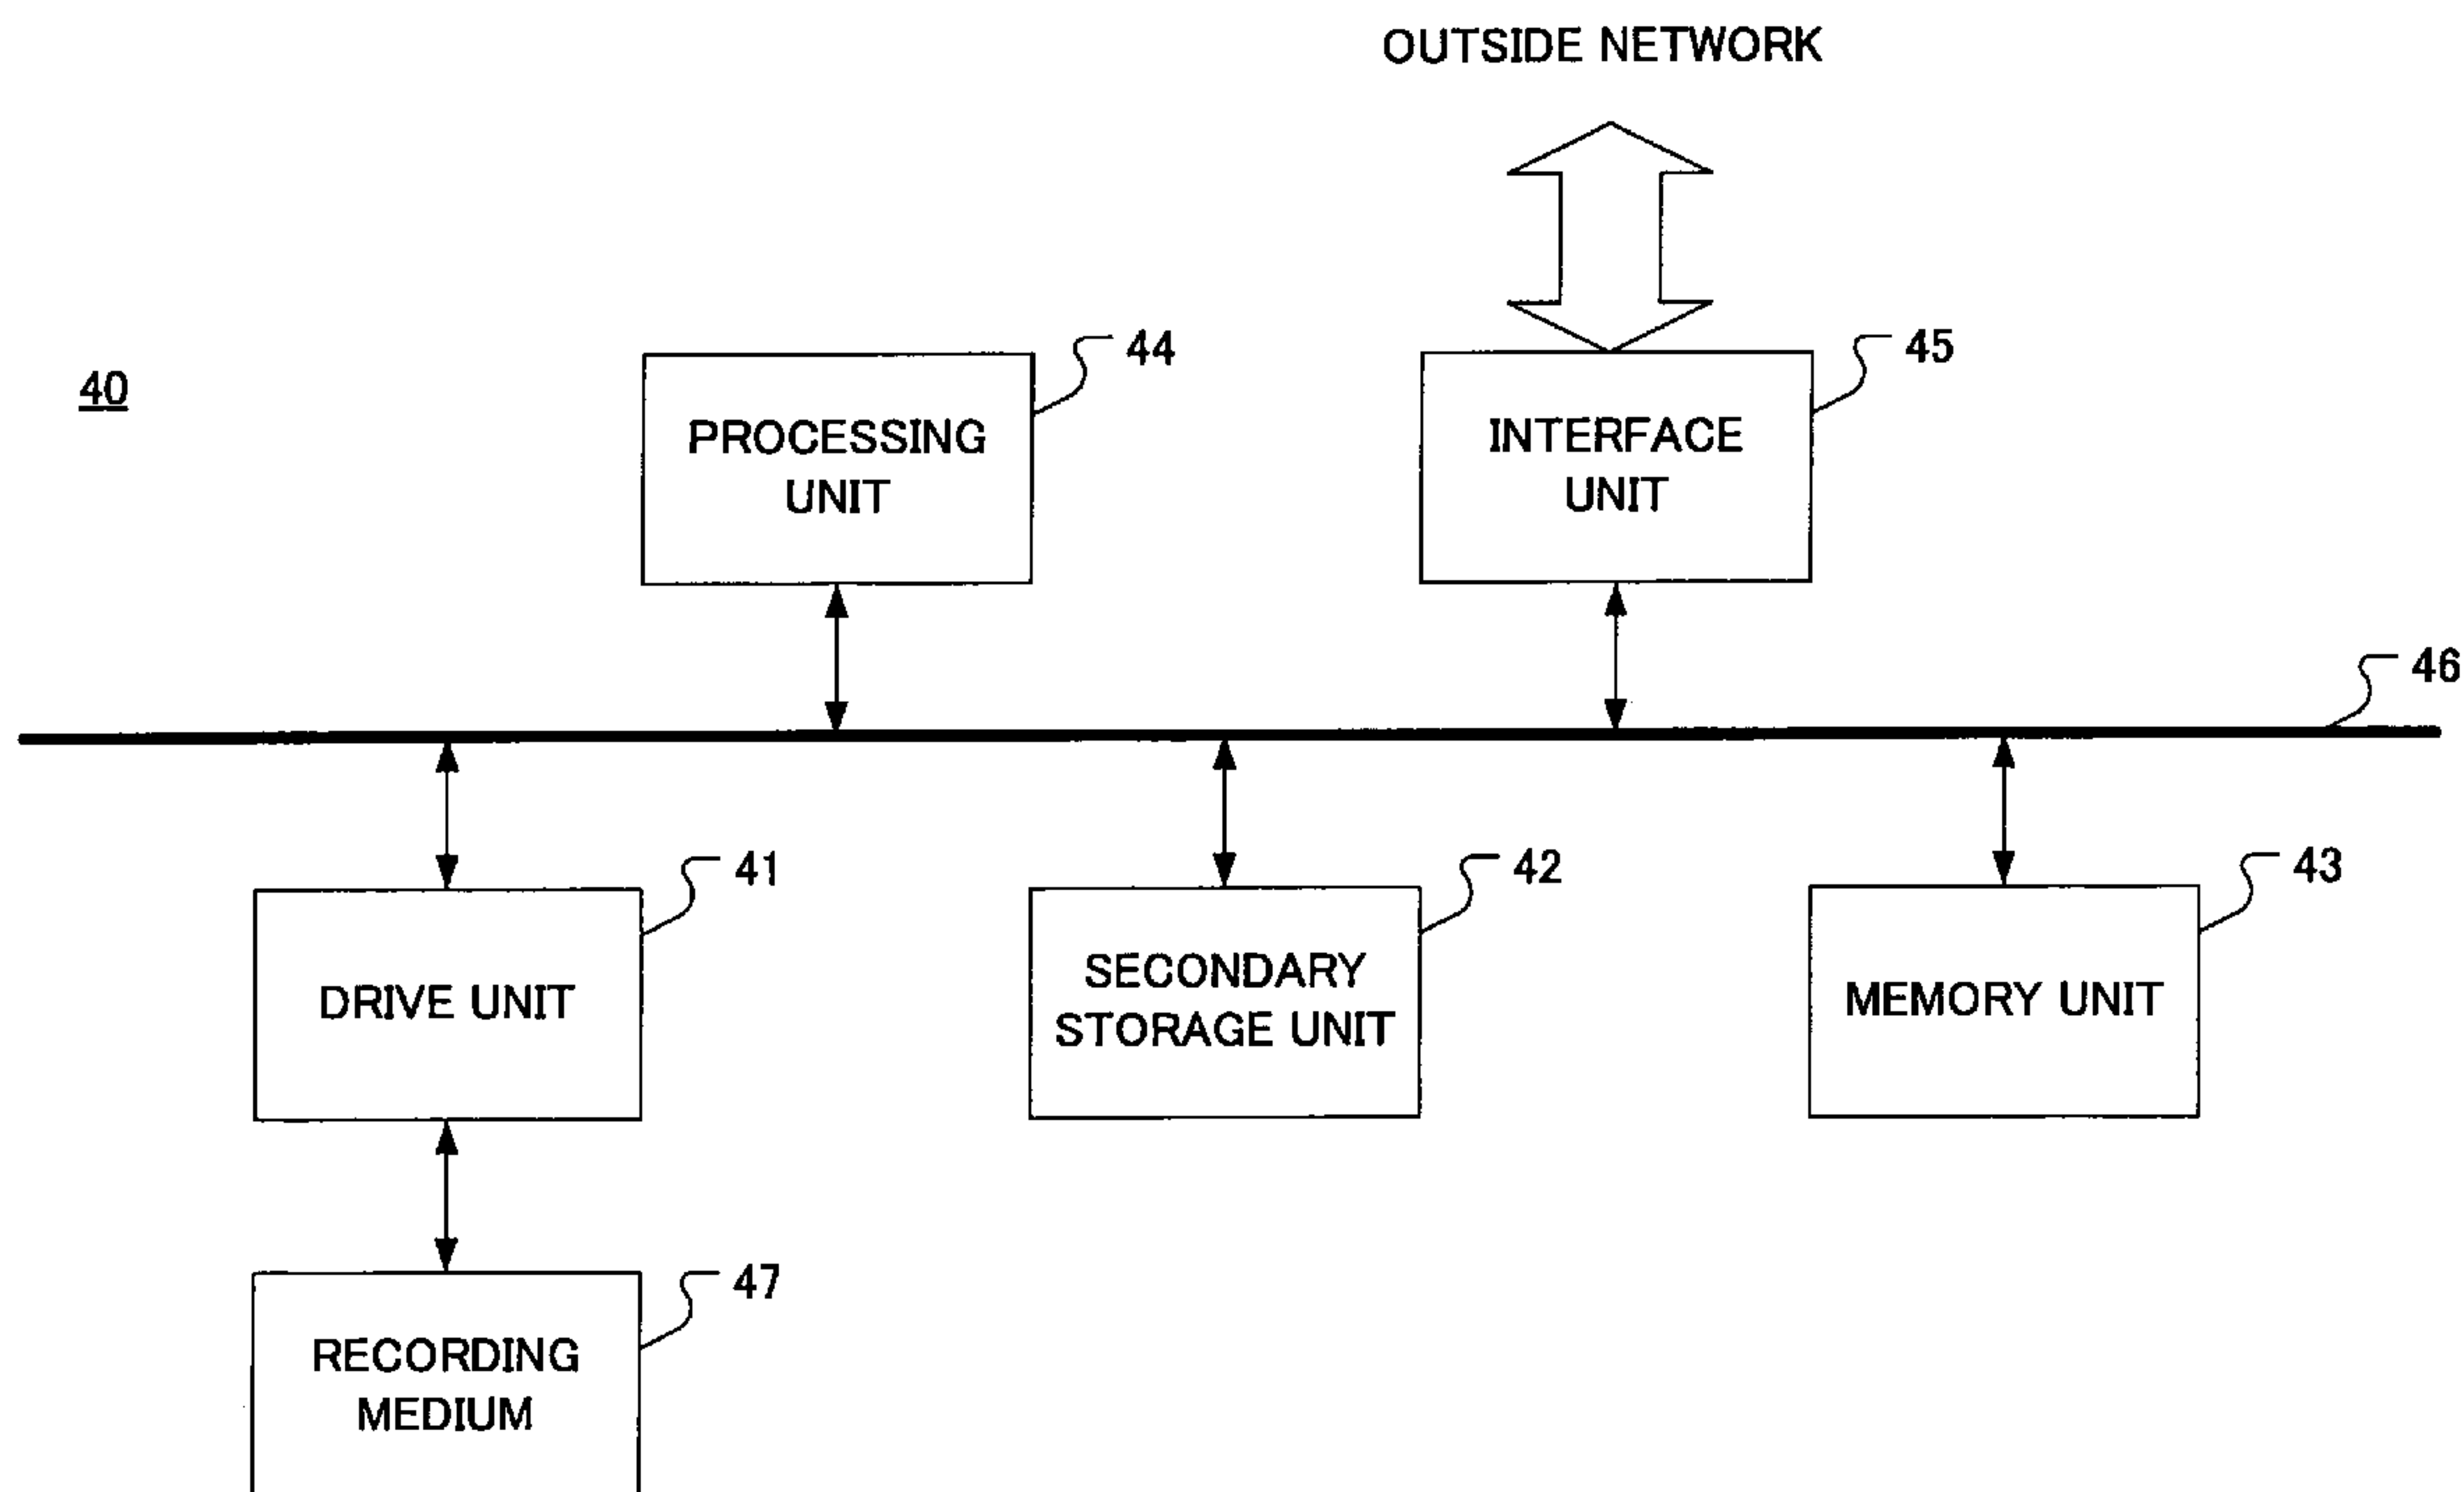 OUTSIDE NETWORK
40
44
PROCESSING
UNIT
45
INTERFACE
UNIT
46
41
DRIVE UNIT
42
SECONDARY
STORAGE UNIT
43
MEMORY UNIT
47
RECORDING
MEDIUM